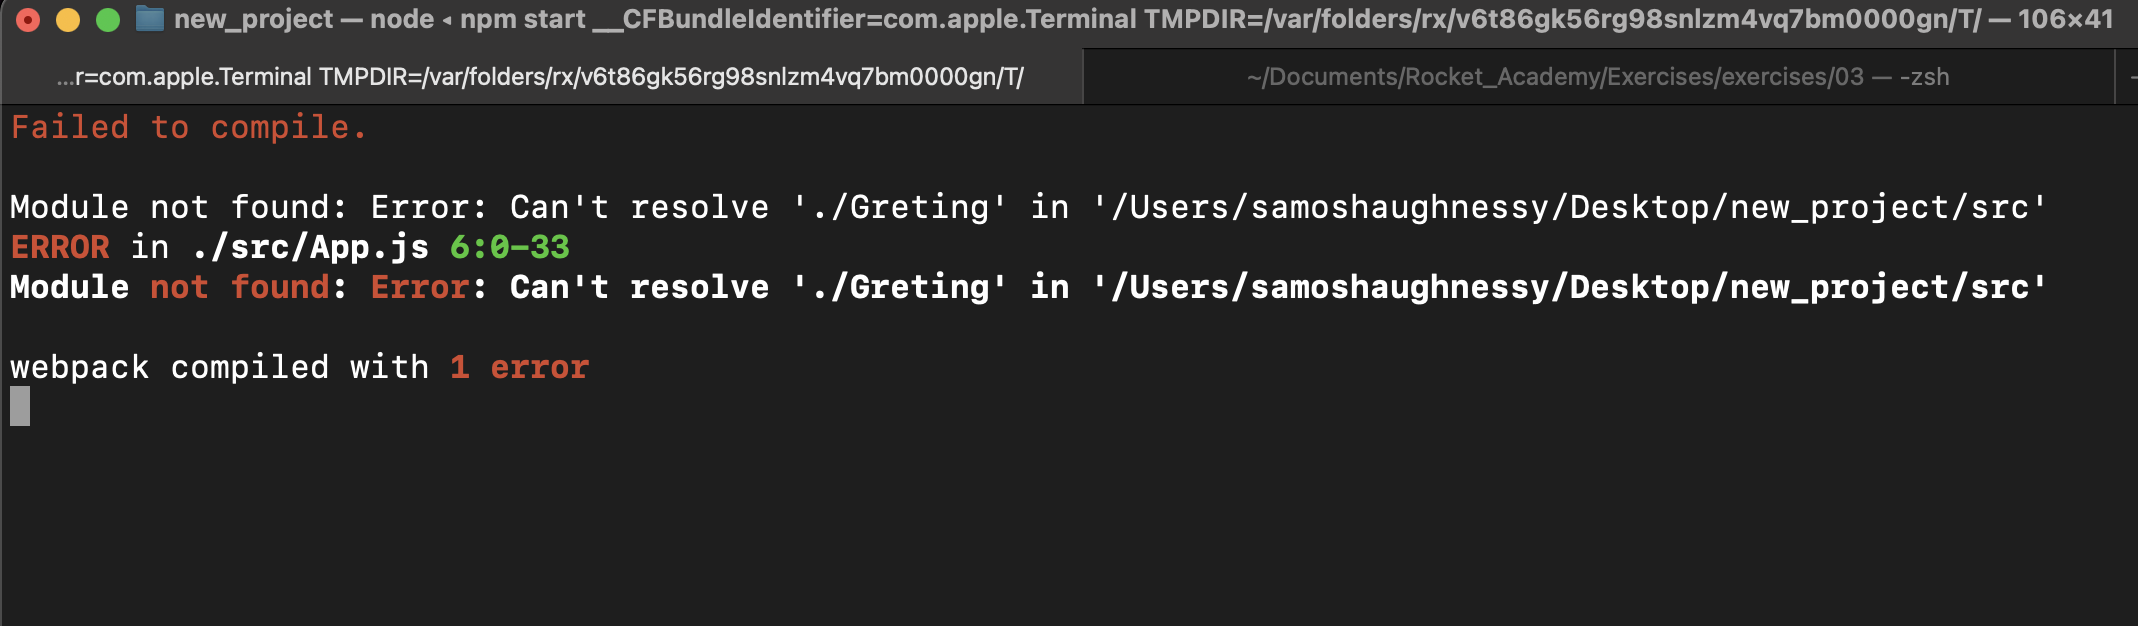 new_project — node ◂ npm start __CFBundleIdentifier=com.apple.Terminal TMPDIR=/var/folders/rx/v6t86gk56rg98snlzm4vq7bm0000gn/T/ — 106×41
...r=com.apple.Terminal TMPDIR=/var/folders/rx/v6t86gk56rg98snlzm4vq7bm0000gn/T/
~/Documents/Rocket_Academy/Exercises/exercises/03 — -zsh
Failed to compile.
Module not found: Error: Can't resolve './Greting' in '/Users/samoshaughnessy/Desktop/new_project/src'
ERROR in ./src/App.js 6:0-33
Module not found: Error: Can't resolve './Greting' in '/Users/samoshaughnessy/Desktop/new_project/src'
webpack compiled with 1 error